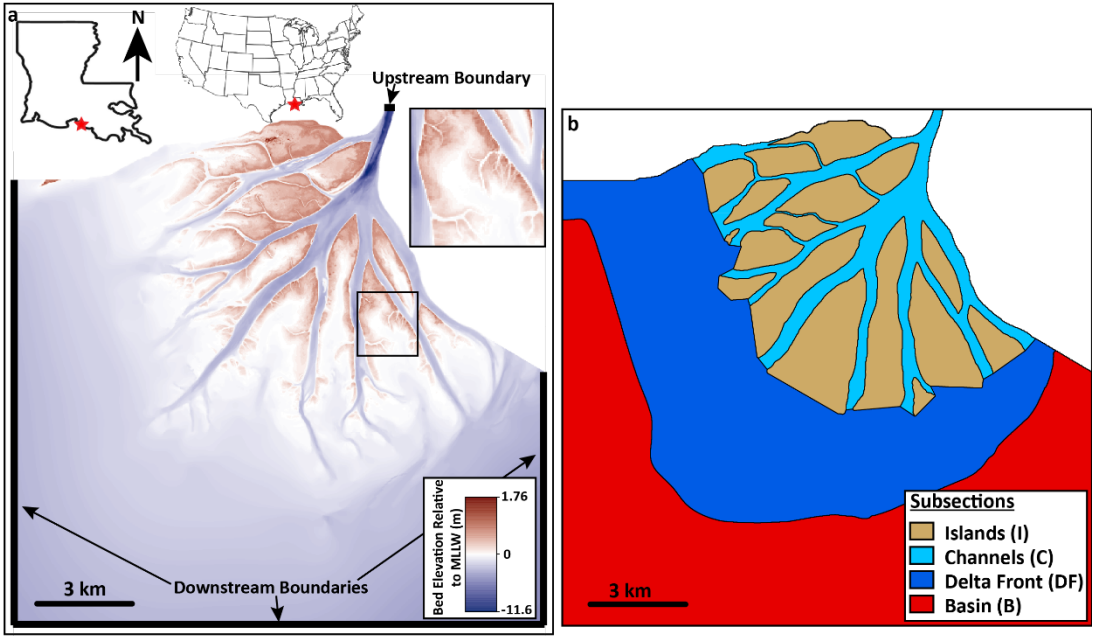 a
N
Upstream Boundary
Bed Elevation Relative
to MLLW (m)
1.76
0
-11.6
Downstream Boundaries
3 km
b
Subsections
Islands (I)
Channels (C)
Delta Front (DF)
Basin (B)
3 km